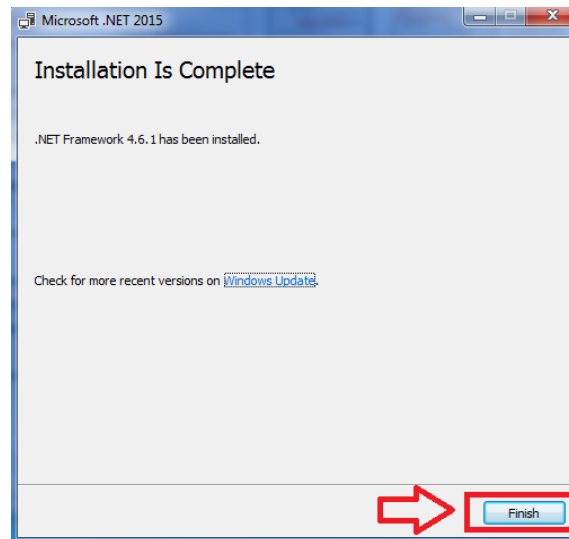 Microsoft .NET 2015
Installation Is Complete
.NET Framework 4.6.1 has been installed.
Check for more recent versions on Windows Update.
Finish